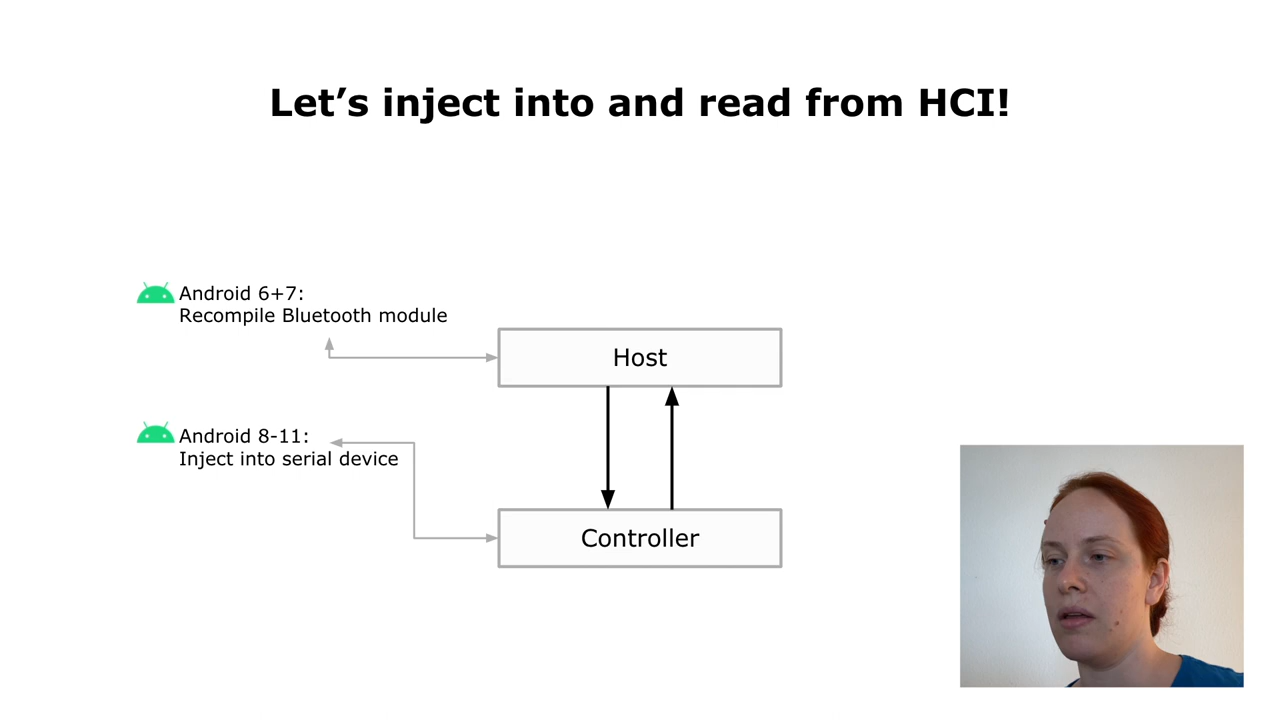 Let’s inject into and read from HCI!
Android 6+7:
Recompile Bluetooth module
Host
Android 8-11:
Inject into serial device
Controller